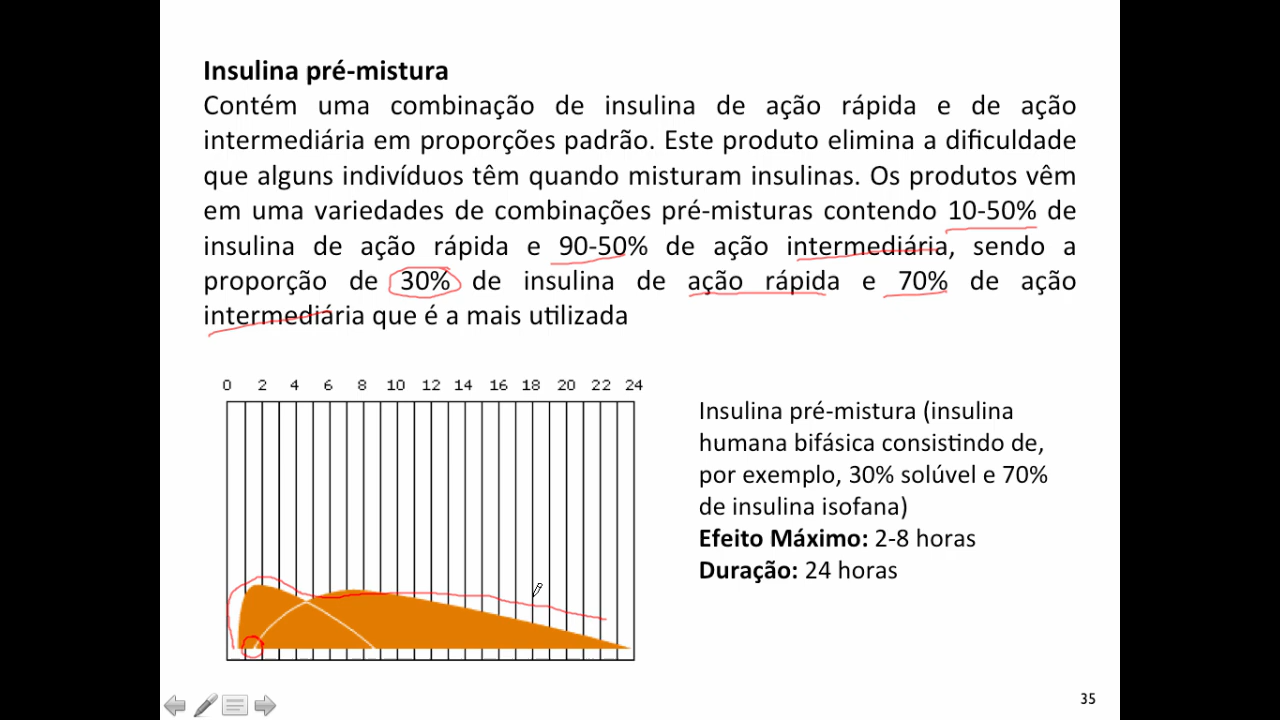 Insulina pré-mistura
Contém uma combinação de insulina de ação rápida e de ação
intermediária em proporções padrão. Este produto elimina a dificuldade
que alguns indivíduos têm quando misturam insulinas. Os produtos vêm
em uma variedades de combinações pré-misturas contendo 10-50% de
insulina de ação rápida e 90-50% de ação intermediária, sendo a
proporção de 30% de insulina de ação rápida e 70% de ação
intermediária que é a mais utilizada
0 2 4 6 8 10 12 14 16 18 20 22 24
Insulina pré-mistura (insulina
humana bifásica consistindo de,
por exemplo, 30% solúvel e 70%
de insulina isofana)
Efeito Máximo: 2-8 horas
Duração: 24 horas
35